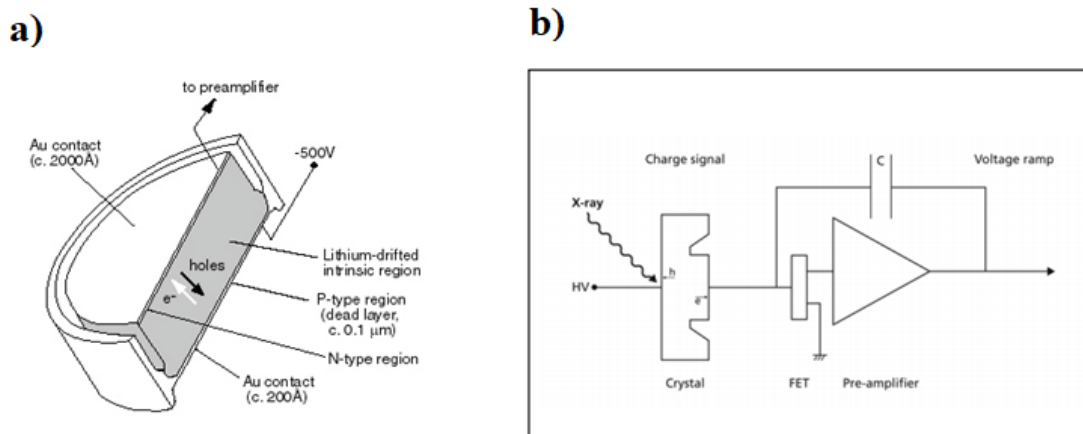 a)
to preamplifier
Au contact
(c. 2000Å)
-500V
holes
e⁻
Lithium-drifted
intrinsic region
P-type region
(dead layer,
c. 0.1 µm)
N-type region
Au contact
(c. 200Å)
b)
Charge signal
C
Voltage ramp
X-ray
h
HV
e
Crystal
FET
Pre-amplifier